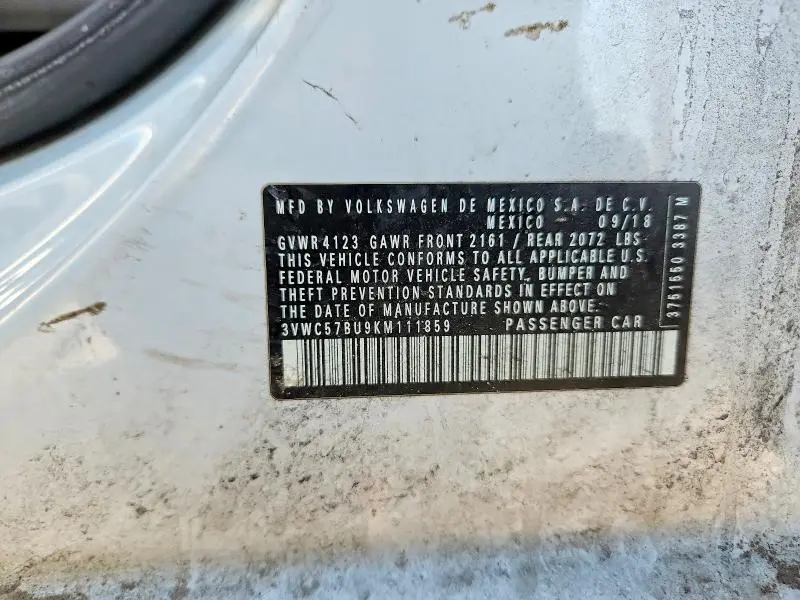 MFD BY VOLKSWAGEN DE MEXICO S.A. DE C.V.
MEXICO 09/18
GVWR 4123 GAWR FRONT 2161 / REAR 2072 LBS
THIS VEHICLE CONFORMS TO ALL APPLICABLE U.S.
FEDERAL MOTOR VEHICLE SAFETY, BUMPER AND
THEFT PREVENTION STANDARDS IN EFFECT ON
THE DATE OF MANUFACTURE SHOWN ABOVE.
3VWC57BU9KM111859 PASSENGER CAR
3761660 3387 M